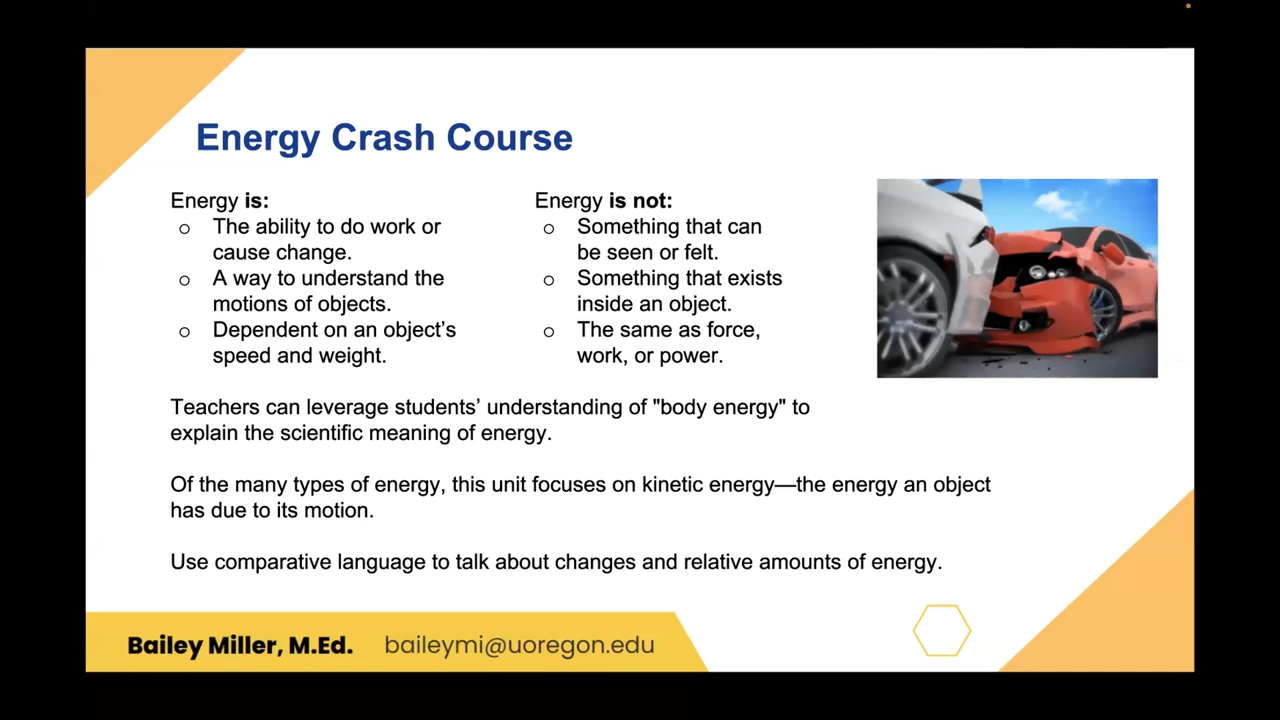 Energy Crash Course
Energy is:
o The ability to do work or
cause change.
o A way to understand the
motions of objects.
o Dependent on an object’s
speed and weight.
Energy is not:
o Something that can
be seen or felt.
o Something that exists
inside an object.
o The same as force,
work, or power.
Teachers can leverage students’ understanding of "body energy" to
explain the scientific meaning of energy.
Of the many types of energy, this unit focuses on kinetic energy—the energy an object
has due to its motion.
Use comparative language to talk about changes and relative amounts of energy.
Bailey Miller, M.Ed. baileymi@uoregon.edu